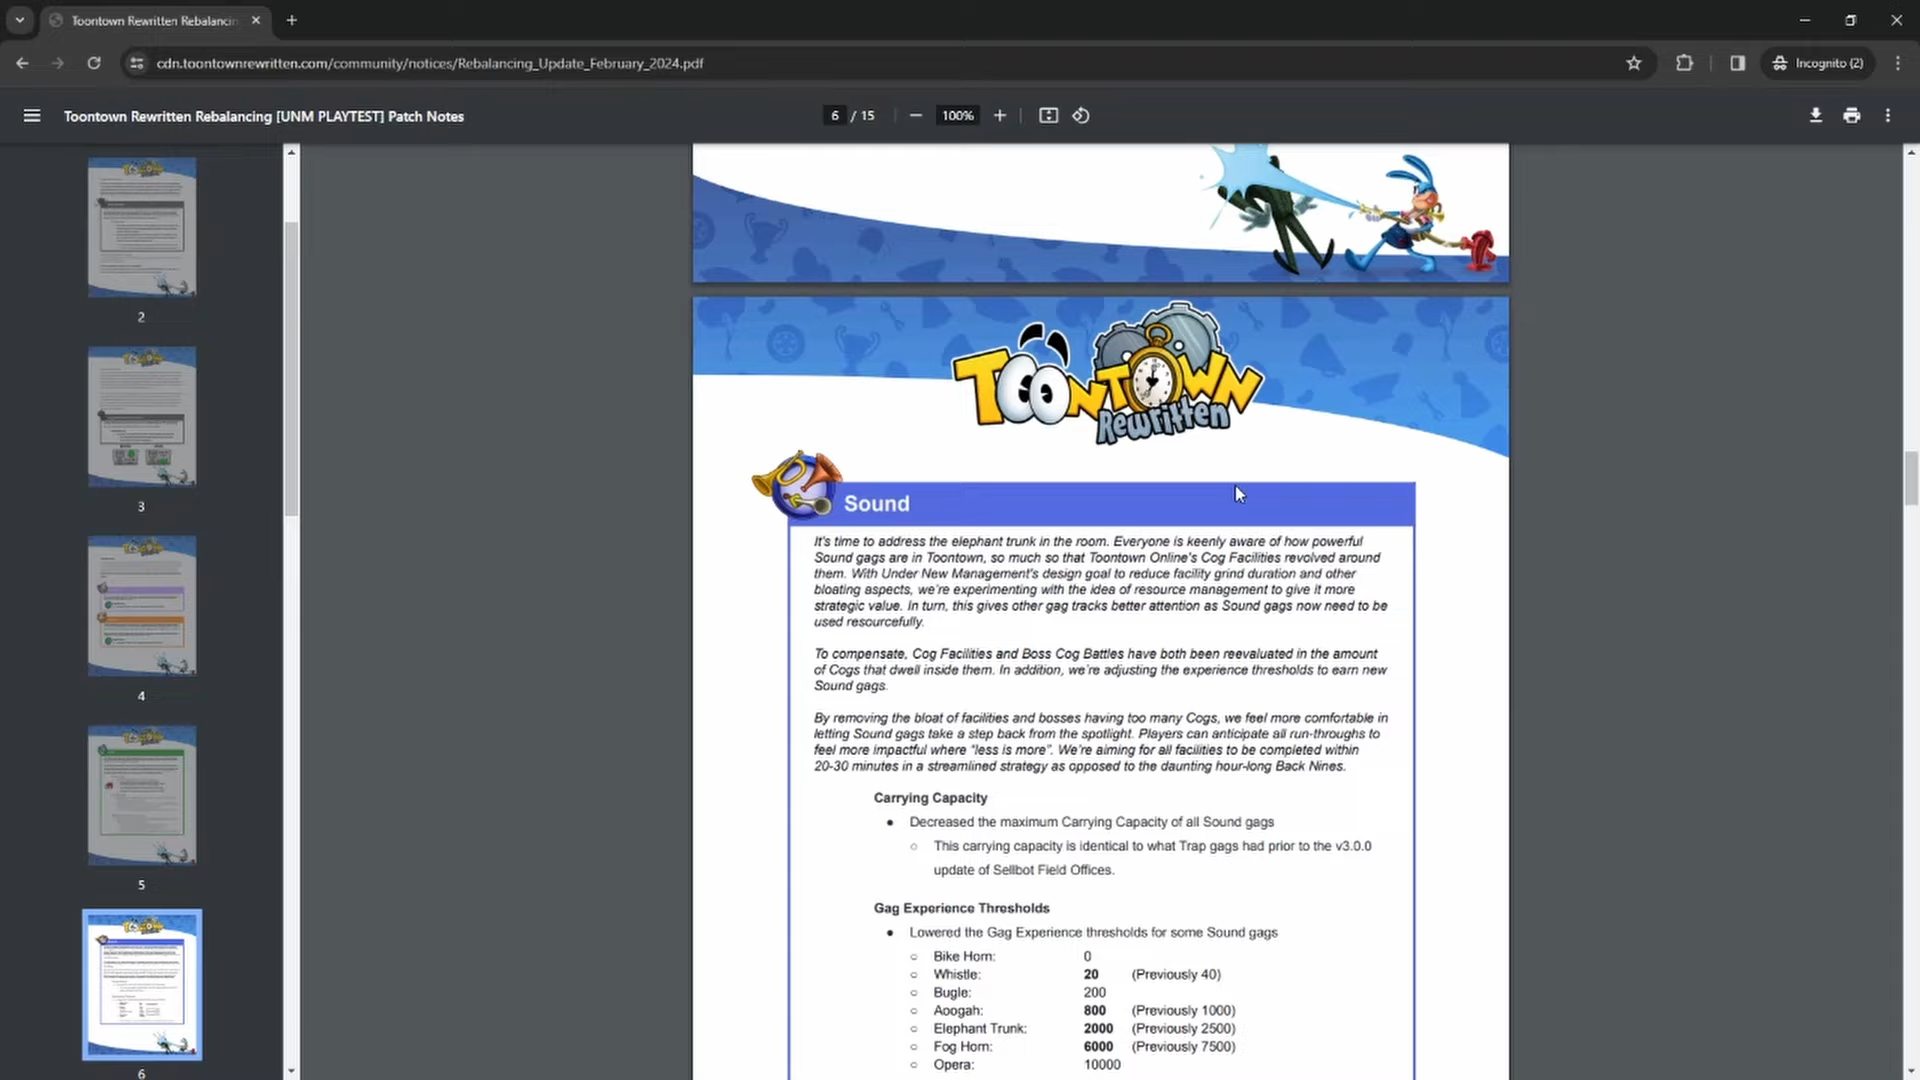 Toontown Rewritten Rebalancin
cdn.toontownrewritten.com/community/notices/Rebalancing_Update_February_2024.pdf
Incognito (2)
Toontown Rewritten Rebalancing [UNM PLAYTEST] Patch Notes
6 / 15
100%
2
3
4
5
6
TOONTOWN
Rewritten
Sound
It's time to address the elephant trunk in the room. Everyone is keenly aware of how powerful
Sound gags are in Toontown, so much so that Toontown Online's Cog Facilities revolved around
them. With Under New Management's design goal to reduce facility grind duration and other
bloating aspects, we're experimenting with the idea of resource management to give it more
strategic value. In turn, this gives other gag tracks better attention as Sound gags now need to be
used resourcefully.
To compensate, Cog Facilities and Boss Cog Battles have both been reevaluated in the amount
of Cogs that dwell inside them. In addition, we're adjusting the experience thresholds to earn new
Sound gags.
By removing the bloat of facilities and bosses having too many Cogs, we feel more comfortable in
letting Sound gags take a step back from the spotlight. Players can anticipate all run-throughs to
feel more impactful where "less is more". We're aiming for all facilities to be completed within
20-30 minutes in a streamlined strategy as opposed to the daunting hour-long Back Nines.
Carrying Capacity
• Decreased the maximum Carrying Capacity of all Sound gags
○ This carrying capacity is identical to what Trap gags had prior to the v3.0.0
update of Sellbot Field Offices.
Gag Experience Thresholds
• Lowered the Gag Experience thresholds for some Sound gags
○ Bike Horn: 0
○ Whistle: 20 (Previously 40)
○ Bugle: 200
○ Aoogah: 800 (Previously 1000)
○ Elephant Trunk: 2000 (Previously 2500)
○ Fog Horn: 6000 (Previously 7500)
○ Opera: 10000